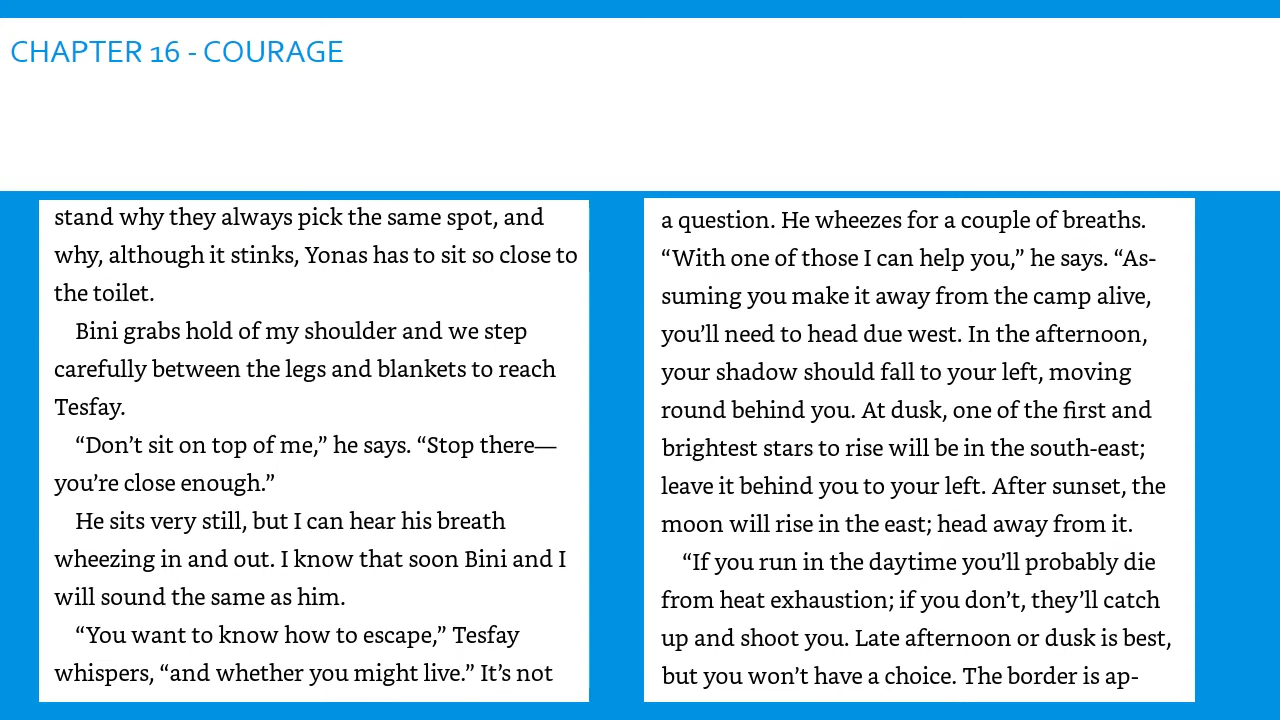 CHAPTER 16 - COURAGE
stand why they always pick the same spot, and
why, although it stinks, Yonas has to sit so close to
the toilet.
Bini grabs hold of my shoulder and we step
carefully between the legs and blankets to reach
Tesfay.
“Don’t sit on top of me,” he says. “Stop there—
you’re close enough.”
He sits very still, but I can hear his breath
wheezing in and out. I know that soon Bini and I
will sound the same as him.
“You want to know how to escape,” Tesfay
whispers, “and whether you might live.” It’s not
a question. He wheezes for a couple of breaths.
“With one of those I can help you,” he says. “As-
suming you make it away from the camp alive,
you’ll need to head due west. In the afternoon,
your shadow should fall to your left, moving
round behind you. At dusk, one of the first and
brightest stars to rise will be in the south-east;
leave it behind you to your left. After sunset, the
moon will rise in the east; head away from it.
“If you run in the daytime you’ll probably die
from heat exhaustion; if you don’t, they’ll catch
up and shoot you. Late afternoon or dusk is best,
but you won’t have a choice. The border is ap-